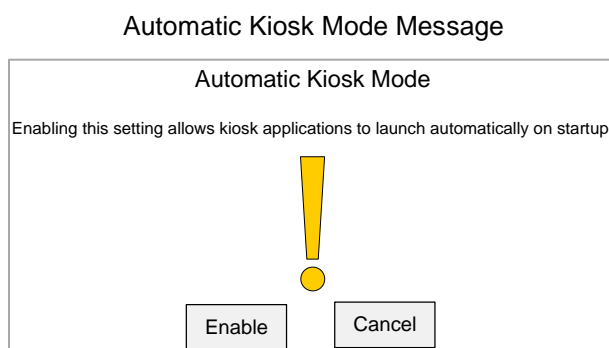 Automatic Kiosk Mode Message
Automatic Kiosk Mode
Enabling this setting allows kiosk applications to launch automatically on startup
Enable
Cancel